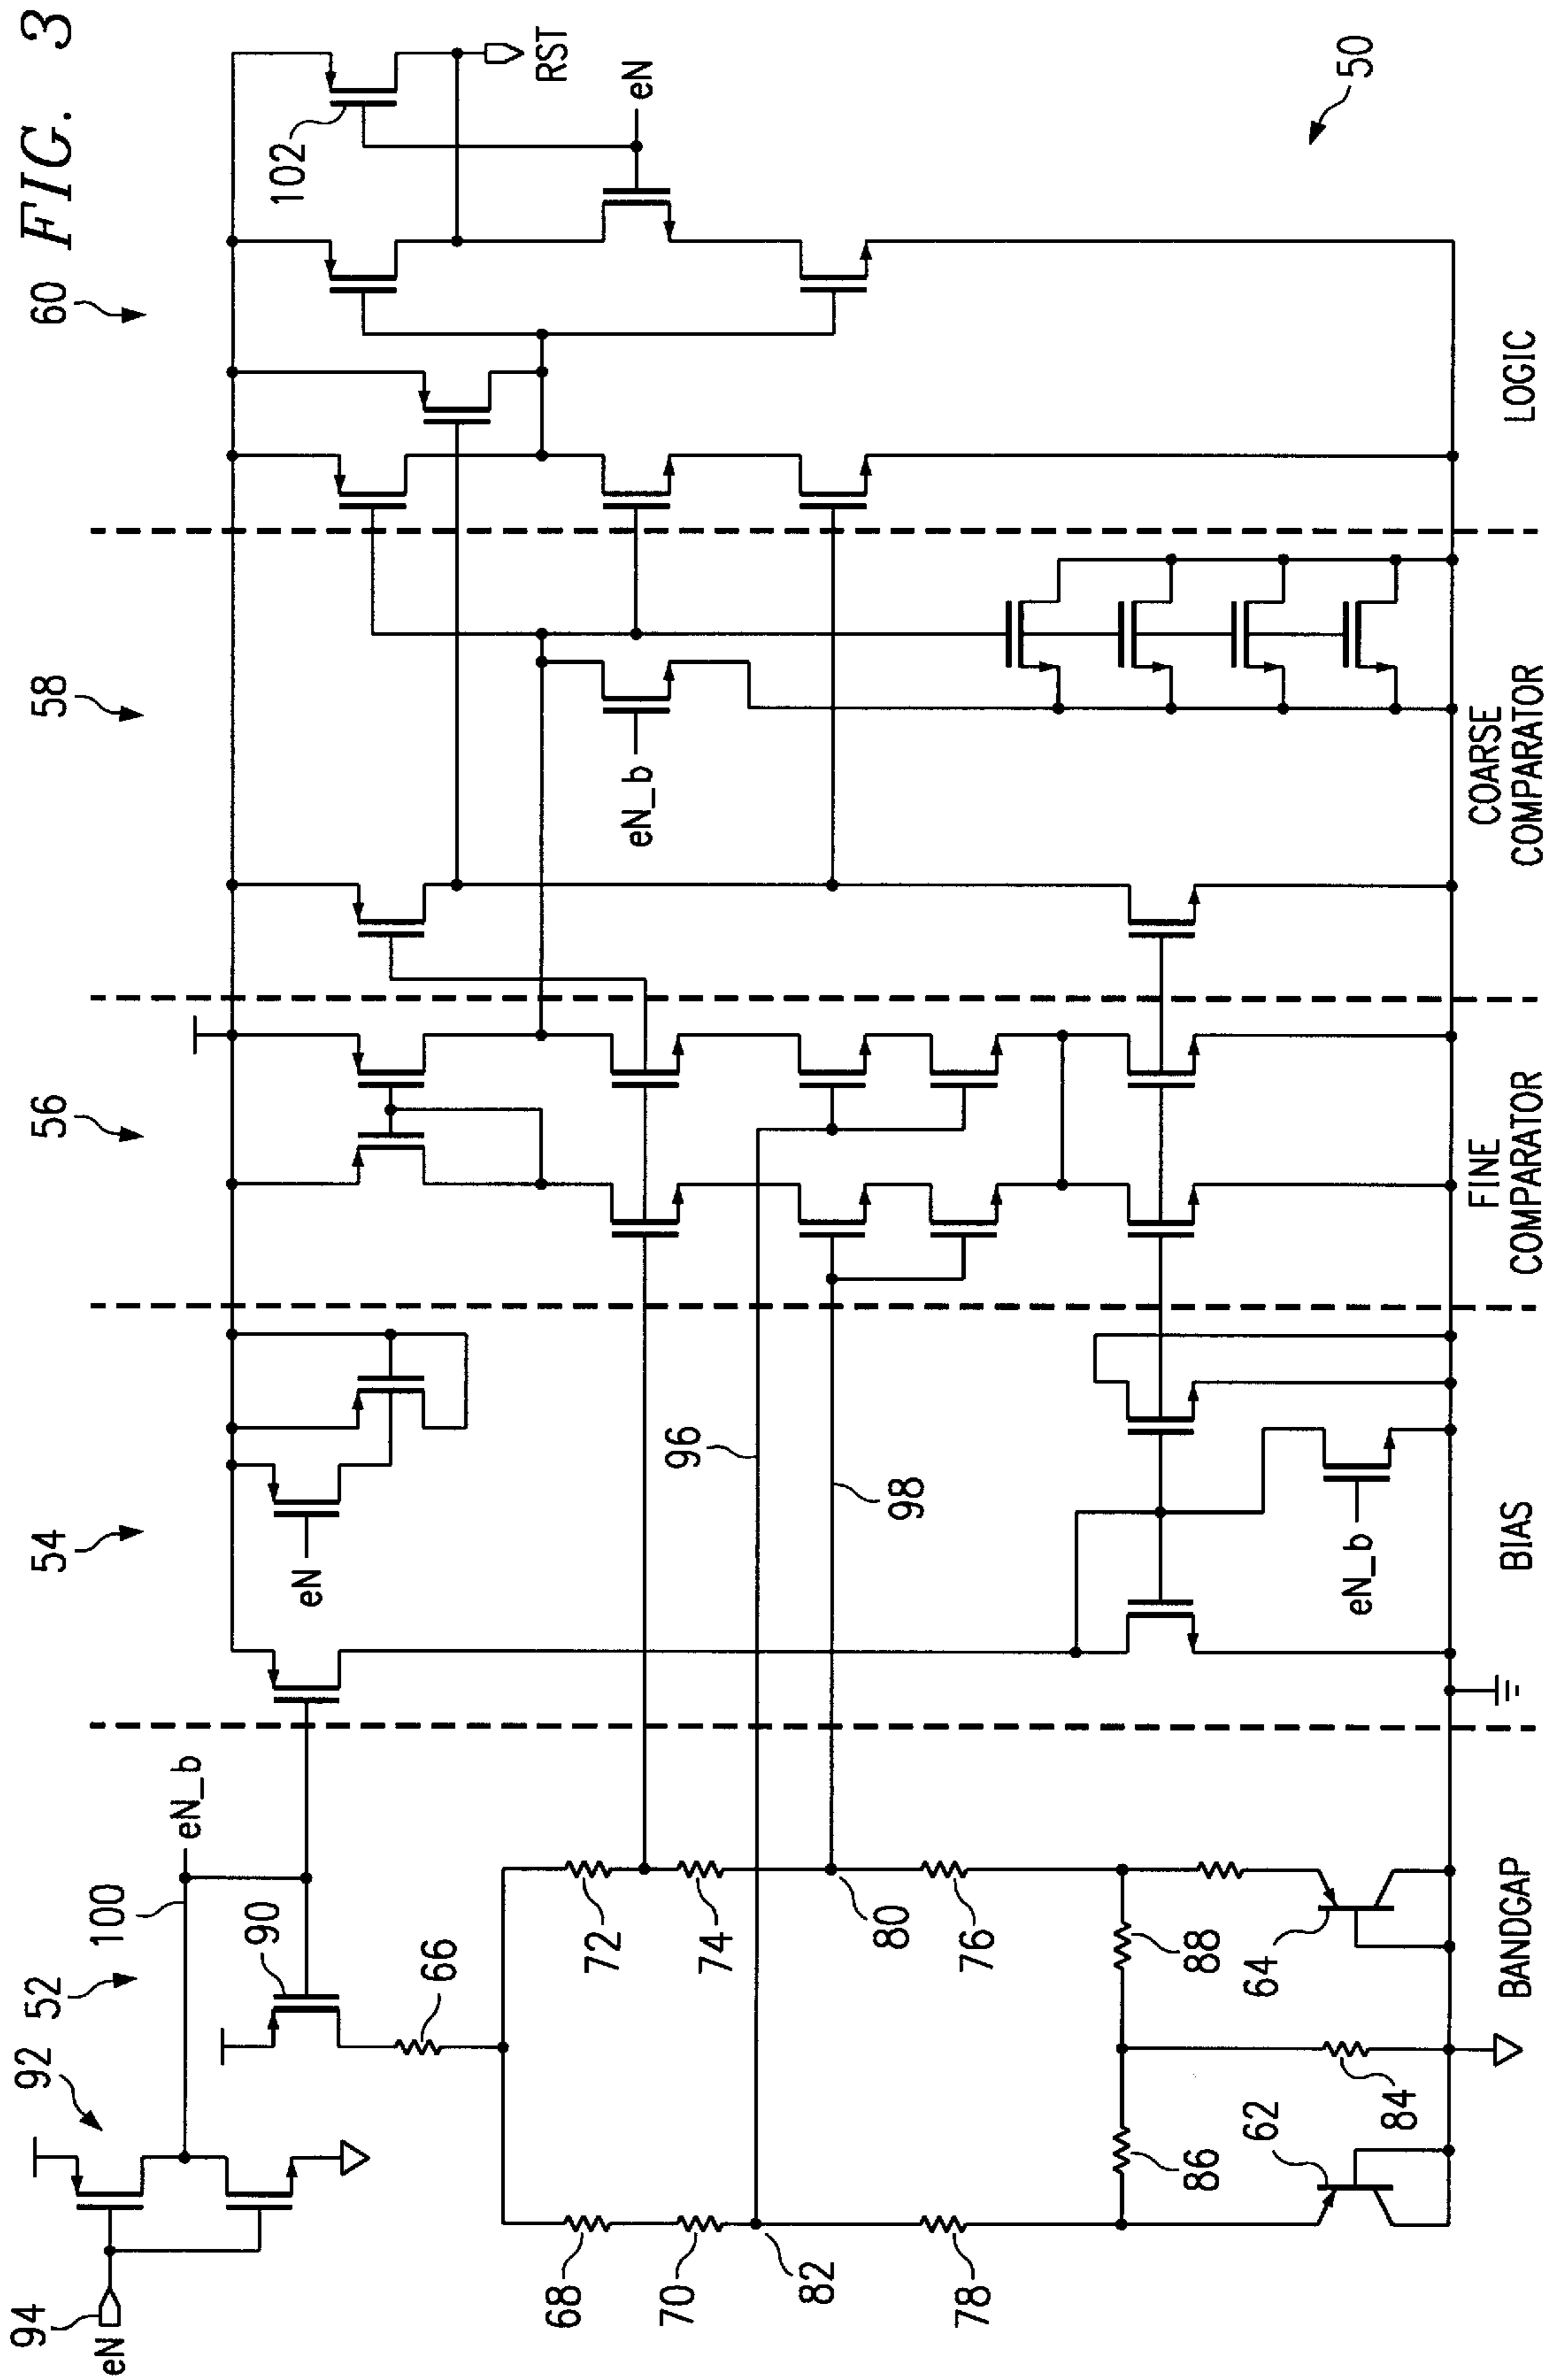 FIG. 3
60
58
56
54
52
92
94
eN
100
eN_b
90
66
68
70
72
74
82
80
78
76
86
88
84
62
64
96
98
eN
eN_b
eN_b
102
eN
RST
50
BANDGAP
BIAS
FINE
COMPARATOR
COARSE
COMPARATOR
LOGIC